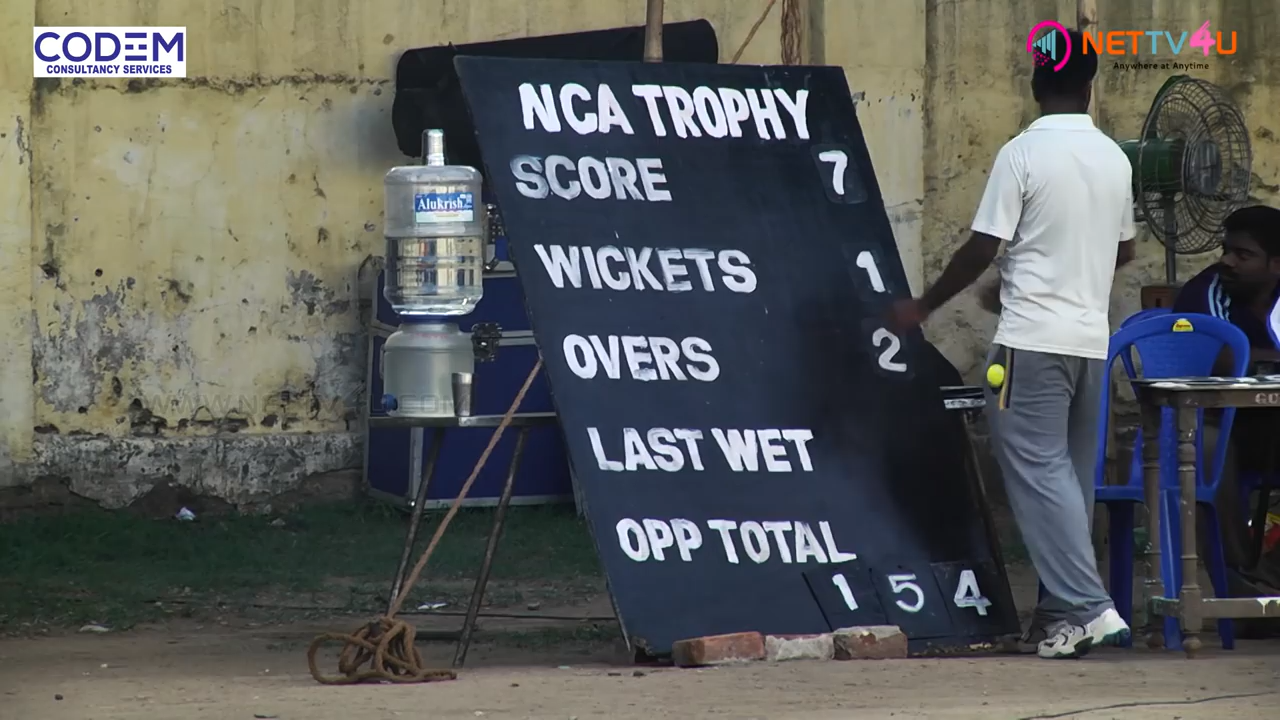 CODEM
CONSULTANCY SERVICES
NETTV4U
Anywhere at Anytime
NCA TROPHY
SCORE 7
WICKETS 1
OVERS 2
LAST WET
OPP TOTAL
1 5 4
Alukrish